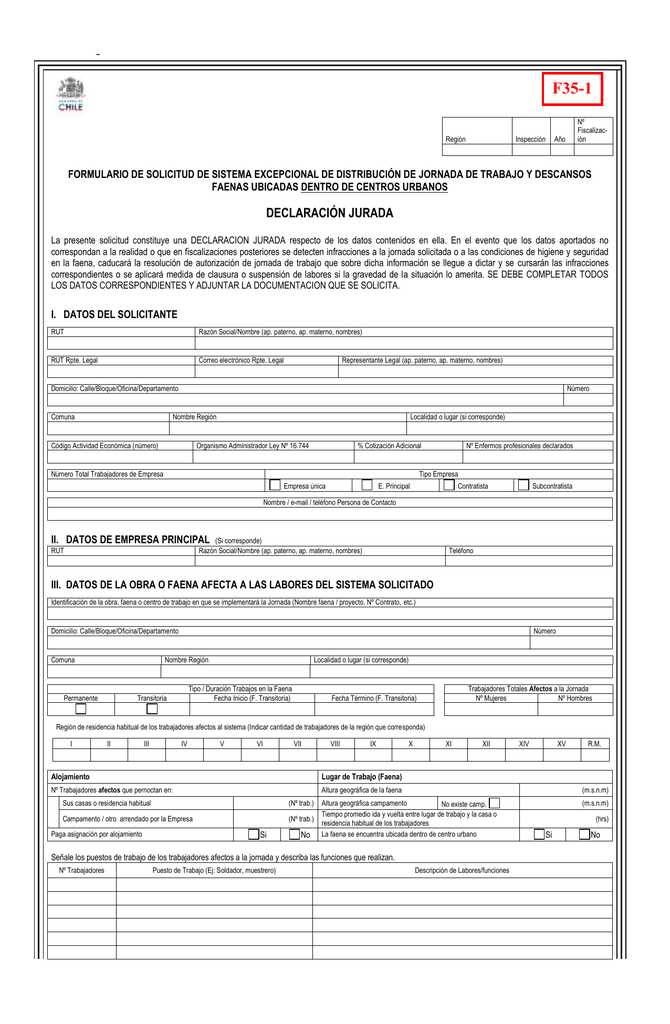 -
GOBIERNO DE
CHILE
F35-1
Región Inspección Año Nº Fiscalizac-ión
FORMULARIO DE SOLICITUD DE SISTEMA EXCEPCIONAL DE DISTRIBUCIÓN DE JORNADA DE TRABAJO Y DESCANSOS
FAENAS UBICADAS DENTRO DE CENTROS URBANOS
DECLARACIÓN JURADA
La presente solicitud constituye una DECLARACION JURADA respecto de los datos contenidos en ella. En el evento que los datos aportados no
correspondan a la realidad o que en fiscalizaciones posteriores se detecten infracciones a la jornada solicitada o a las condiciones de higiene y seguridad
en la faena, caducará la resolución de autorización de jornada de trabajo que sobre dicha información se llegue a dictar y se cursarán las infracciones
correspondientes o se aplicará medida de clausura o suspensión de labores si la gravedad de la situación lo amerita. SE DEBE COMPLETAR TODOS
LOS DATOS CORRESPONDIENTES Y ADJUNTAR LA DOCUMENTACION QUE SE SOLICITA.
I. DATOS DEL SOLICITANTE
RUT Razón Social/Nombre (ap. paterno, ap. materno, nombres)
RUT Rpte. Legal Correo electrónico Rpte. Legal Representante Legal (ap. paterno, ap. materno, nombres)
Domicilio: Calle/Bloque/Oficina/Departamento Número
Comuna Nombre Región Localidad o lugar (si corresponde)
Código Actividad Económica (número) Organismo Administrador Ley Nº 16.744 % Cotización Adicional Nº Enfermos profesionales declarados
Número Total Trabajadores de Empresa Tipo Empresa
Empresa única E. Principal Contratista Subcontratista
Nombre / e-mail / teléfono Persona de Contacto
II. DATOS DE EMPRESA PRINCIPAL (Si corresponde)
RUT Razón Social/Nombre (ap. paterno, ap. materno, nombres) Teléfono
III. DATOS DE LA OBRA O FAENA AFECTA A LAS LABORES DEL SISTEMA SOLICITADO
Identificación de la obra, faena o centro de trabajo en que se implementará la Jornada (Nombre faena / proyecto, Nº Contrato, etc.)
Domicilio: Calle/Bloque/Oficina/Departamento Número
Comuna Nombre Región Localidad o lugar (si corresponde)
Tipo / Duración Trabajos en la Faena Trabajadores Totales Afectos a la Jornada
Permanente Transitoria Fecha Inicio (F. Transitoria) Fecha Término (F. Transitoria) Nº Mujeres Nº Hombres
Región de residencia habitual de los trabajadores afectos al sistema (Indicar cantidad de trabajadores de la región que corresponda)
I II III IV V VI VII VIII IX X XI XII XIV XV R.M.
Alojamiento Lugar de Trabajo (Faena)
Nº Trabajadores afectos que pernoctan en: Altura geográfica de la faena (m.s.n.m)
Sus casas o residencia habitual (Nº trab.) Altura geográfica campamento No existe camp. (m.s.n.m)
Campamento / otro arrendado por la Empresa (Nº trab.) Tiempo promedio ida y vuelta entre lugar de trabajo y la casa o
residencia habitual de los trabajadores (hrs)
Paga asignación por alojamiento Si No La faena se encuentra ubicada dentro de centro urbano Si No
Señale los puestos de trabajo de los trabajadores afectos a la jornada y describa las funciones que realizan.
Nº Trabajadores Puesto de Trabajo (Ej: Soldador, muestrero) Descripción de Labores/funciones